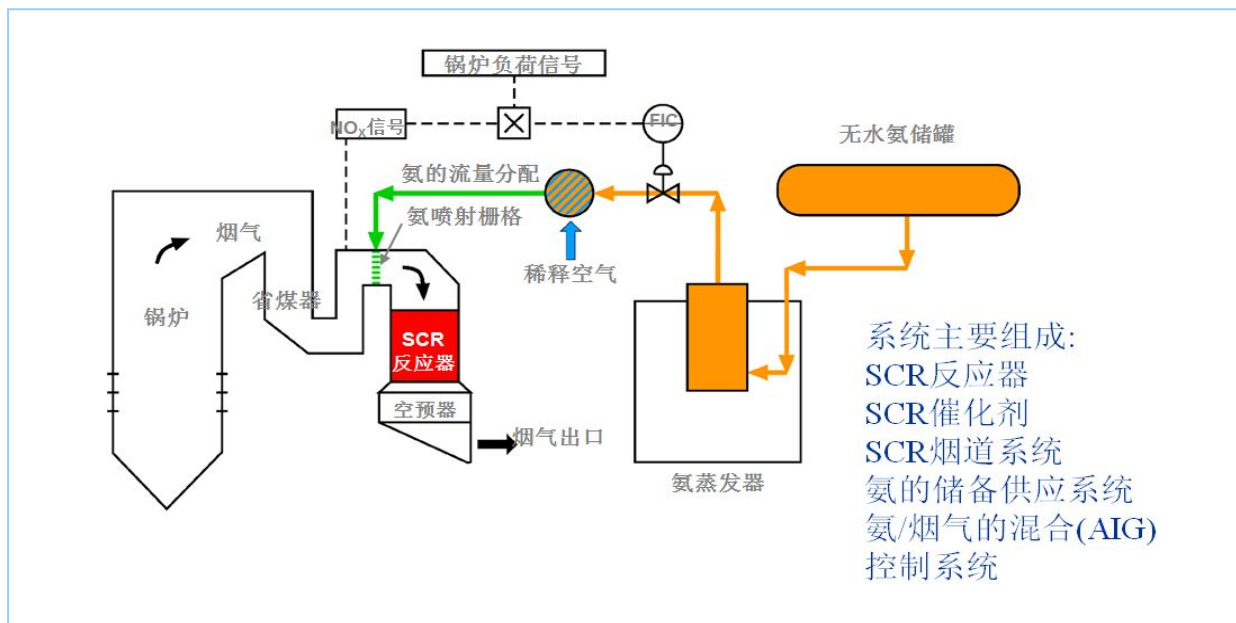 锅炉负荷信号
NOX信号
FIC
无水氨储罐
氨的流量分配
氨喷射栅格
烟气
稀释空气
省煤器
锅炉
SCR
反应器
空预器
烟气出口
氨蒸发器
系统主要组成:
SCR反应器
SCR催化剂
SCR烟道系统
氨的储备供应系统
氨/烟气的混合(AIG)
控制系统